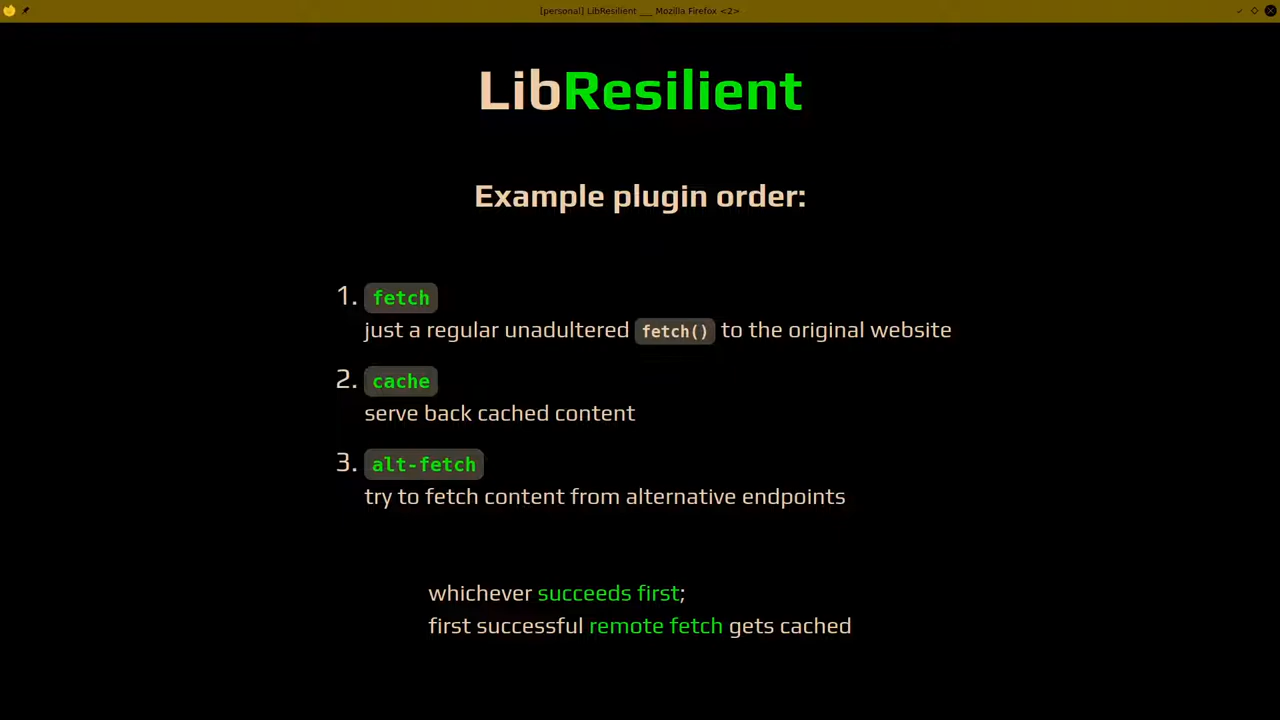 [personal] LibResilient ___ Mozilla Firefox <2>
LibResilient
Example plugin order:
1. fetch
just a regular unadultered fetch() to the original website
2. cache
serve back cached content
3. alt-fetch
try to fetch content from alternative endpoints
whichever succeeds first;
first successful remote fetch gets cached